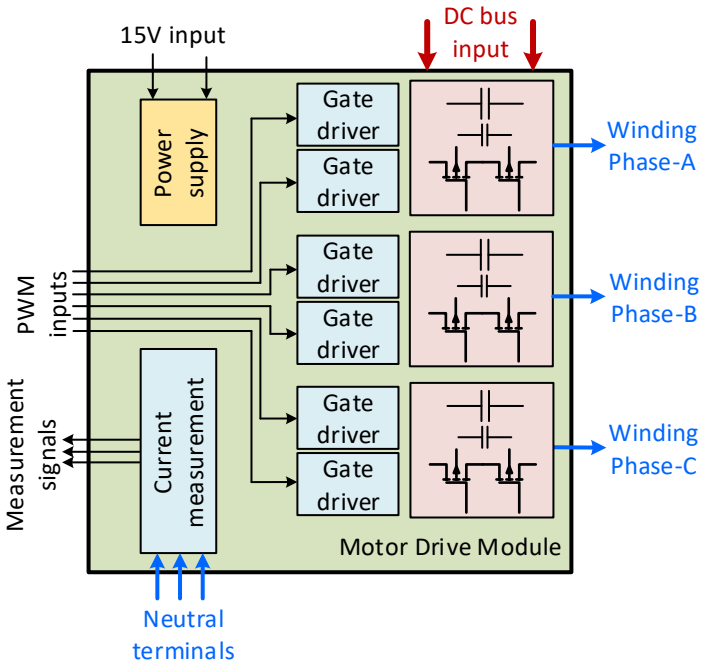 15V input
DC bus
input
Power
supply
Gate
driver
Gate
driver
Winding
Phase-A
PWM
inputs
Gate
driver
Gate
driver
Winding
Phase-B
Measurement
signals
Current
measurement
Gate
driver
Gate
driver
Winding
Phase-C
Motor Drive Module
Neutral
terminals